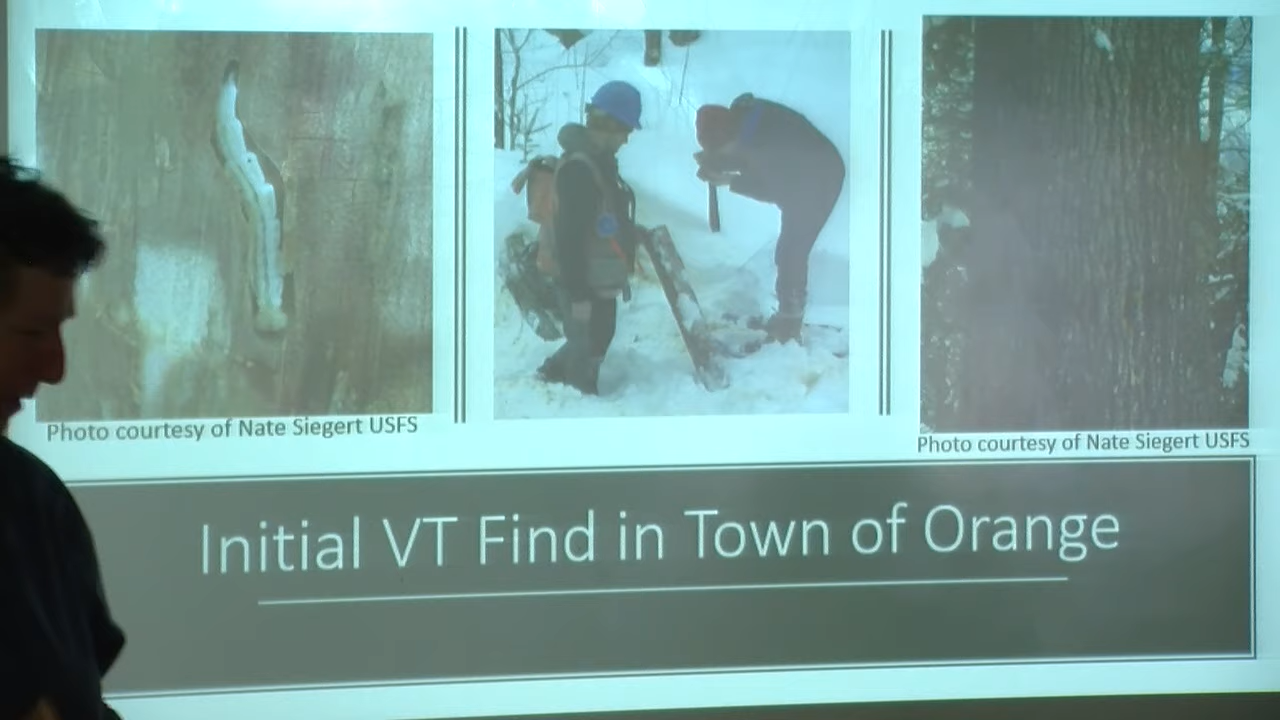 Photo courtesy of Nate Siegert USFS
Photo courtesy of Nate Siegert USFS
Initial VT Find in Town of Orange